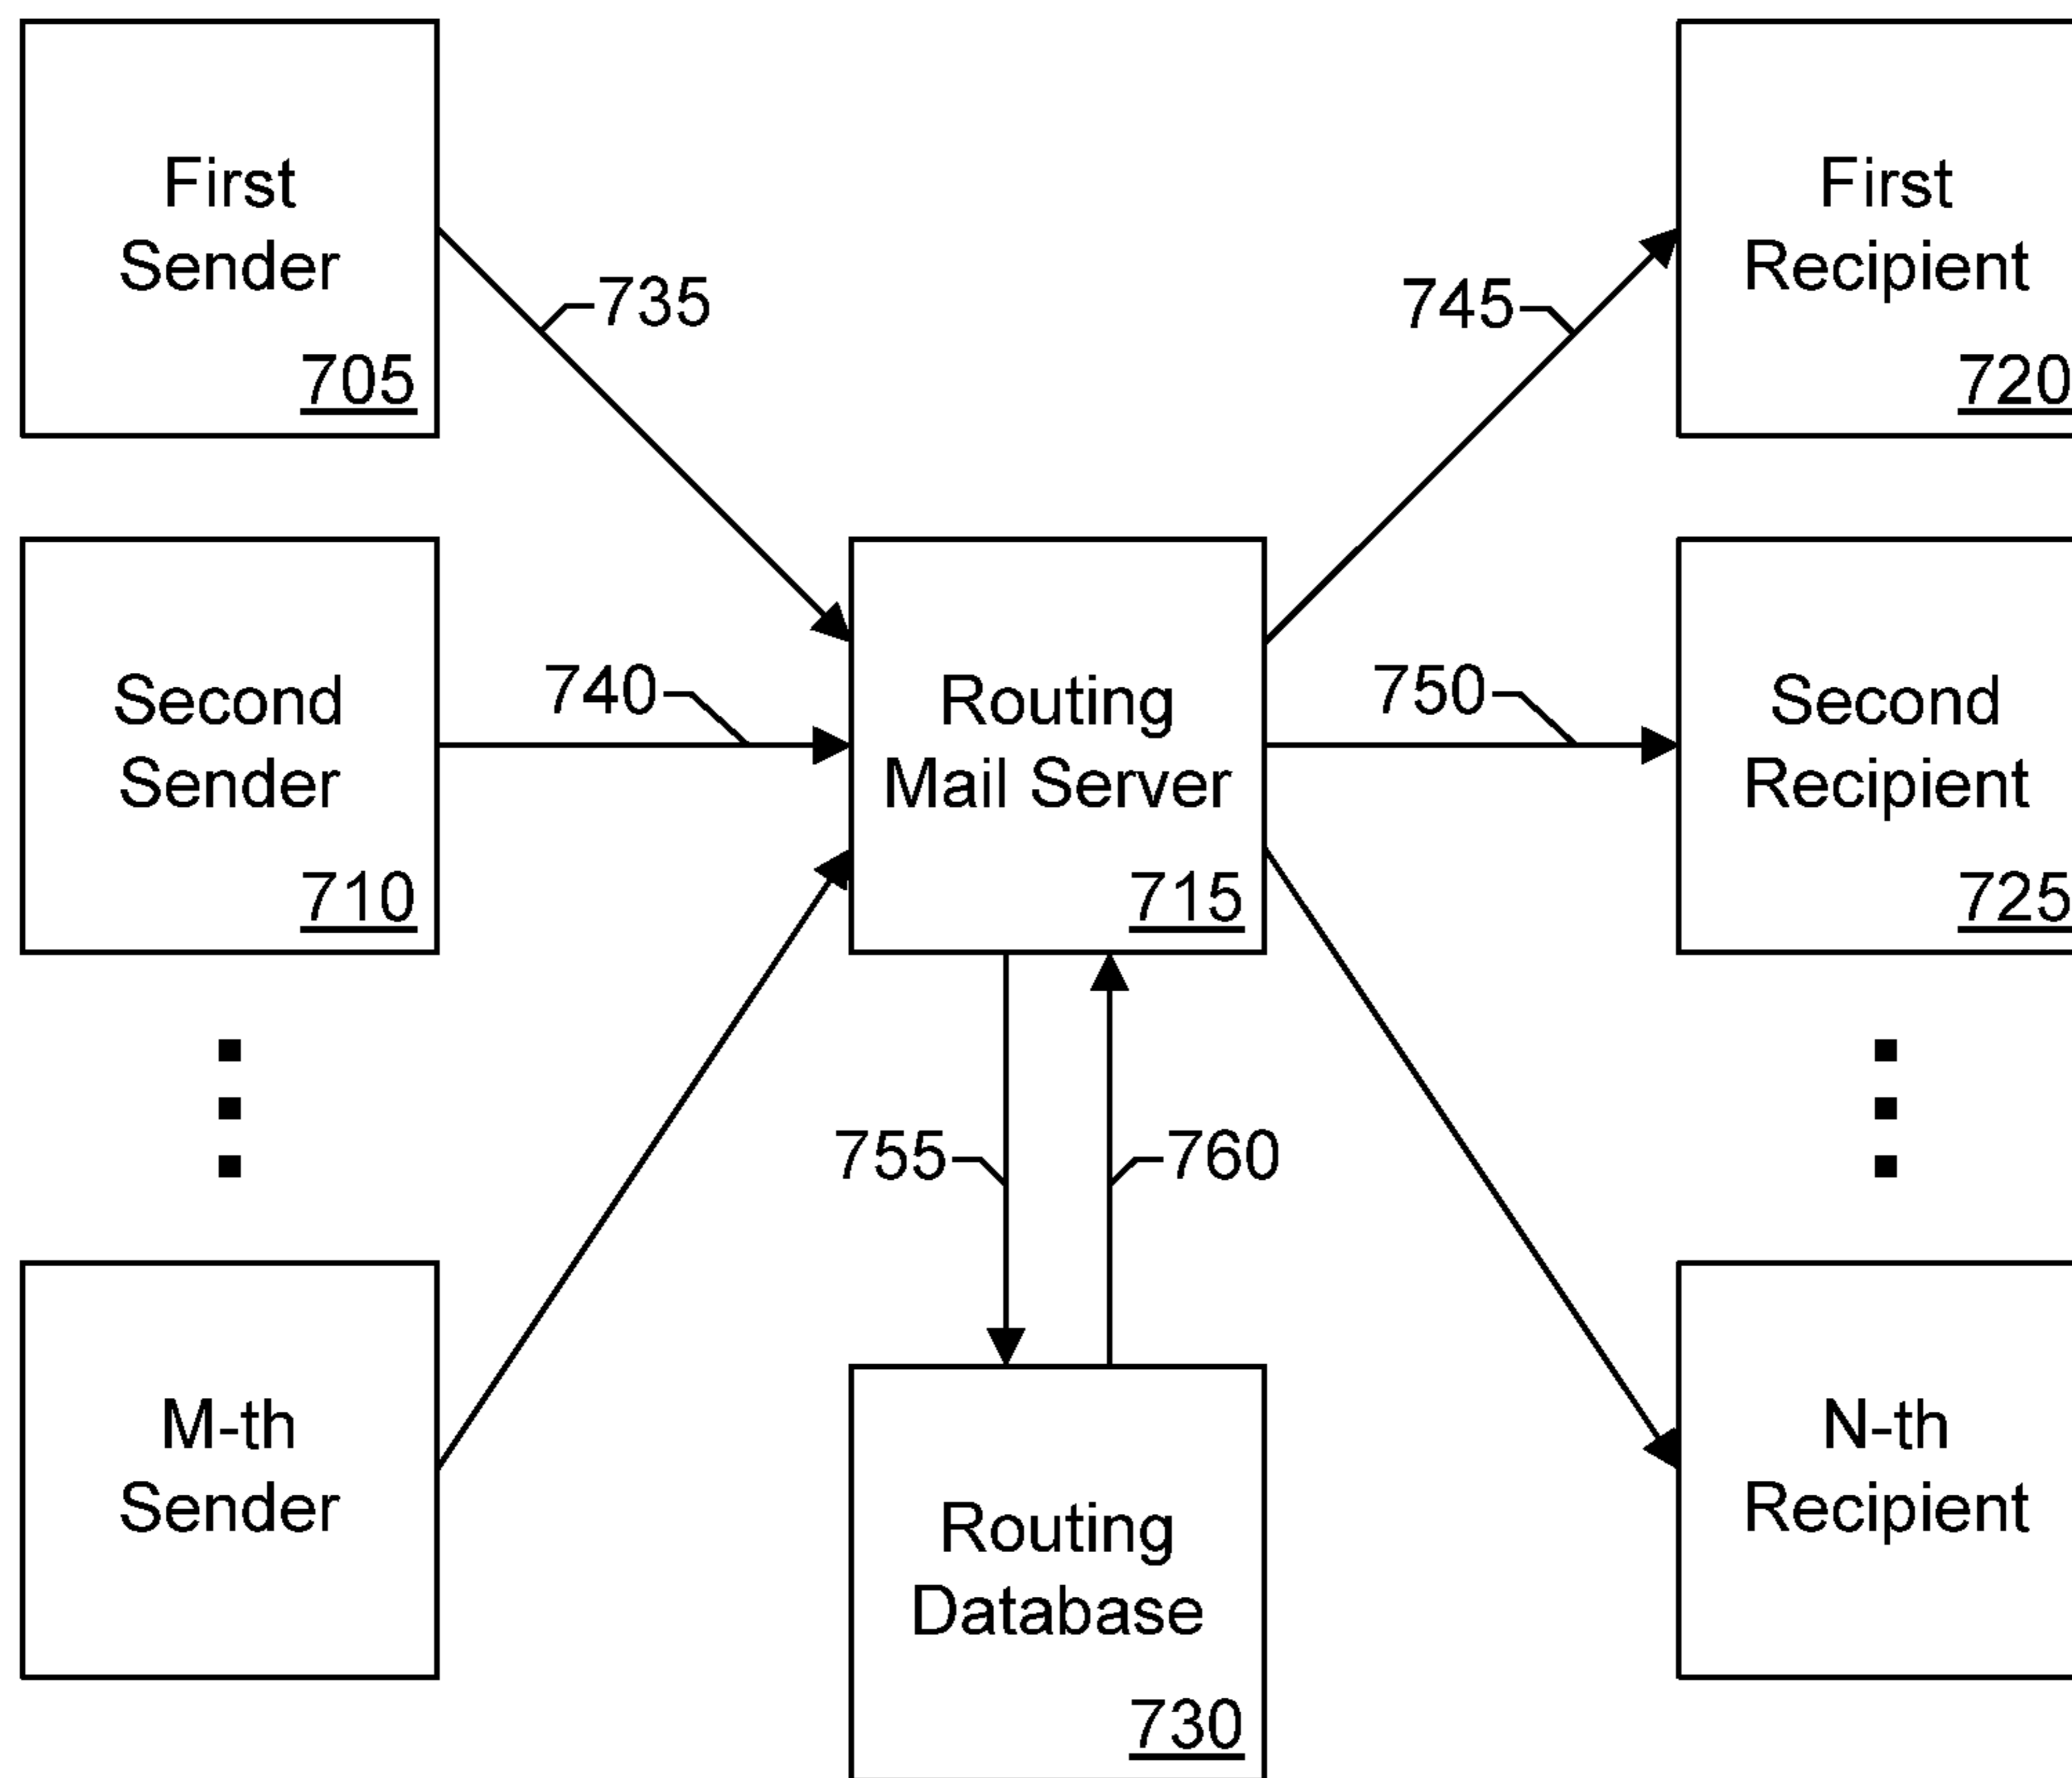 First
Sender
705
735
745
First
Recipient
720
Second
Sender
710
740
Routing
Mail Server
715
750
Second
Recipient
725
755
760
M-th
Sender
Routing
Database
730
N-th
Recipient